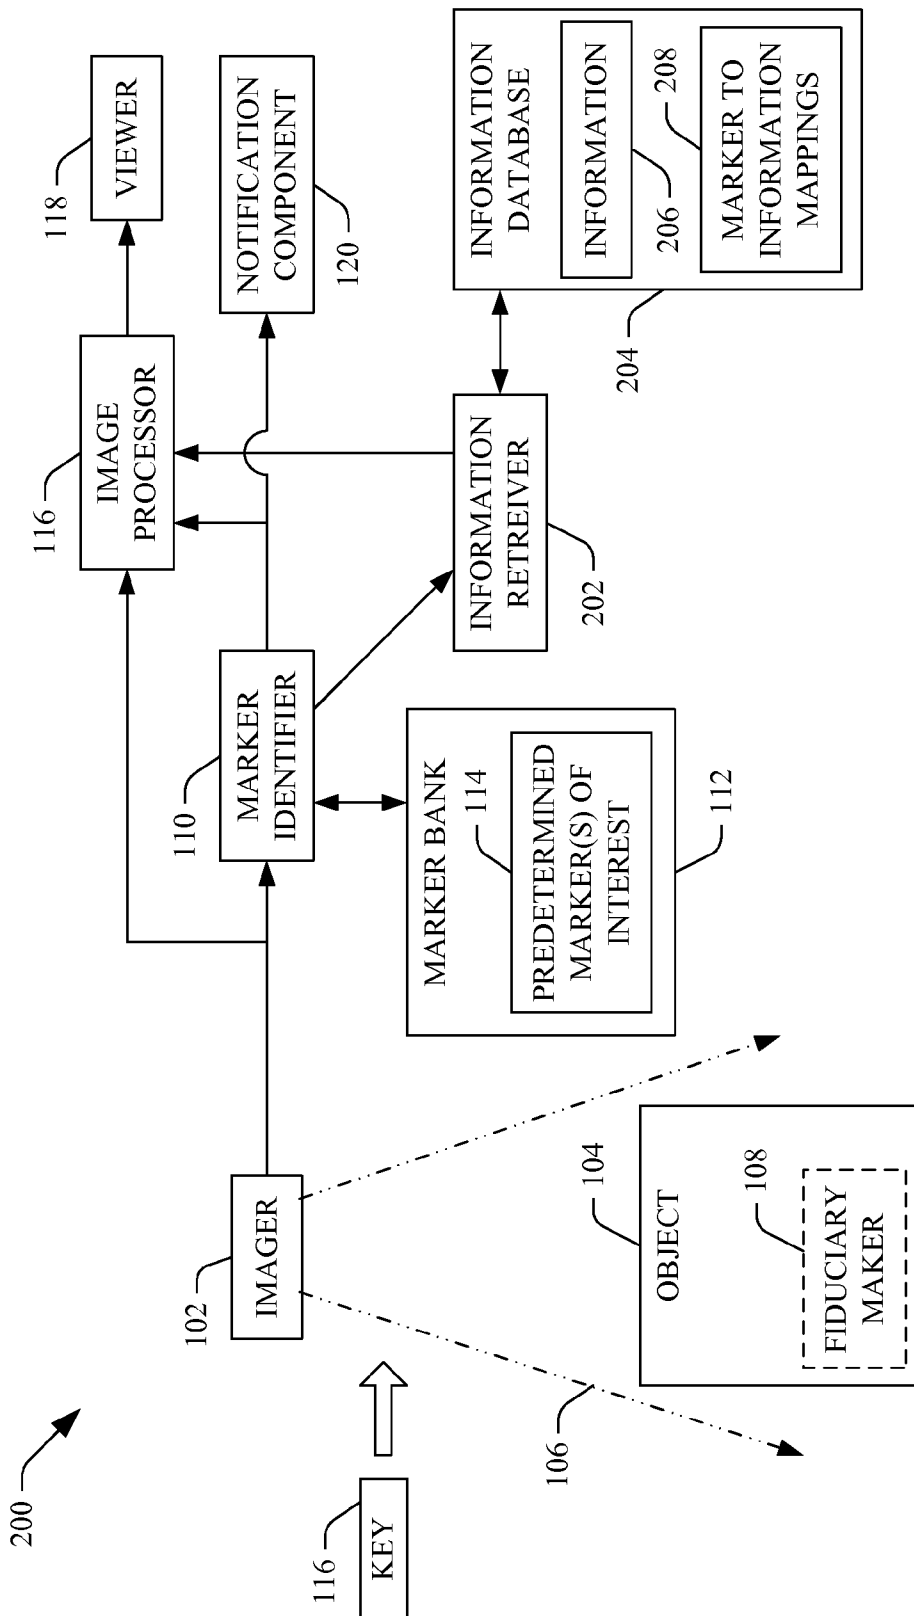 200
116
KEY
102
IMAGER
106
104
OBJECT
108
FIDUCIARY
MAKER
110
MARKER
IDENTIFIER
MARKER BANK
114
PREDETERMINED
MARKER(S) OF
INTEREST
112
116
IMAGE
PROCESSOR
118
VIEWER
NOTIFICATION
COMPONENT
120
INFORMATION
RETREIVER
202
204
INFORMATION
DATABASE
INFORMATION
206
208
MARKER TO
INFORMATION
MAPPINGS